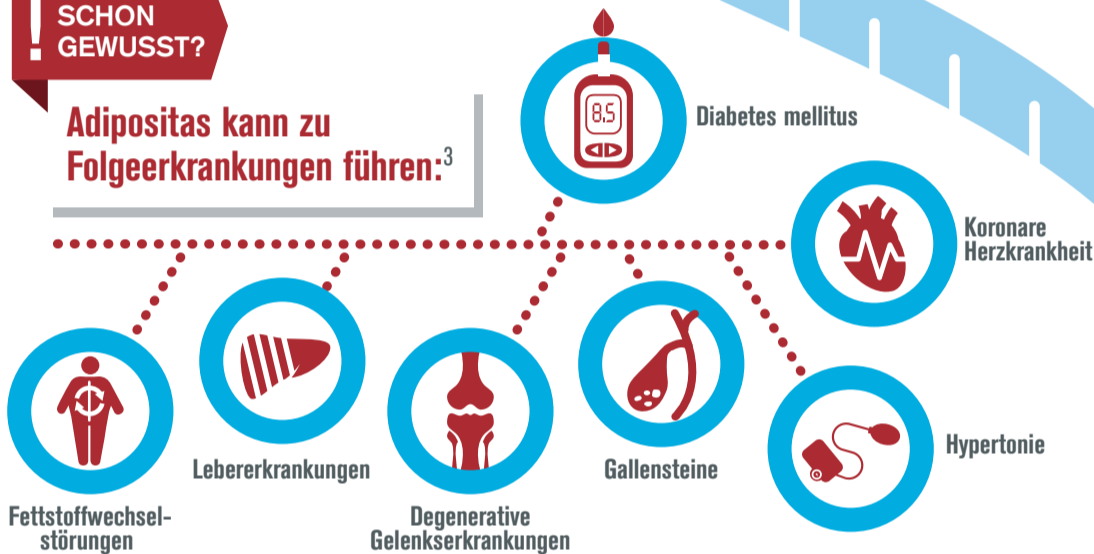 !
SCHON
GEWUSST?
Adipositas kann zu
Folgeerkrankungen führen:3
8.5
Diabetes mellitus
Koronare
Herzkrankheit
Hypertonie
Gallensteine
Degenerative
Gelenkserkrankungen
Lebererkrankungen
Fettstoffwechsel-
störungen